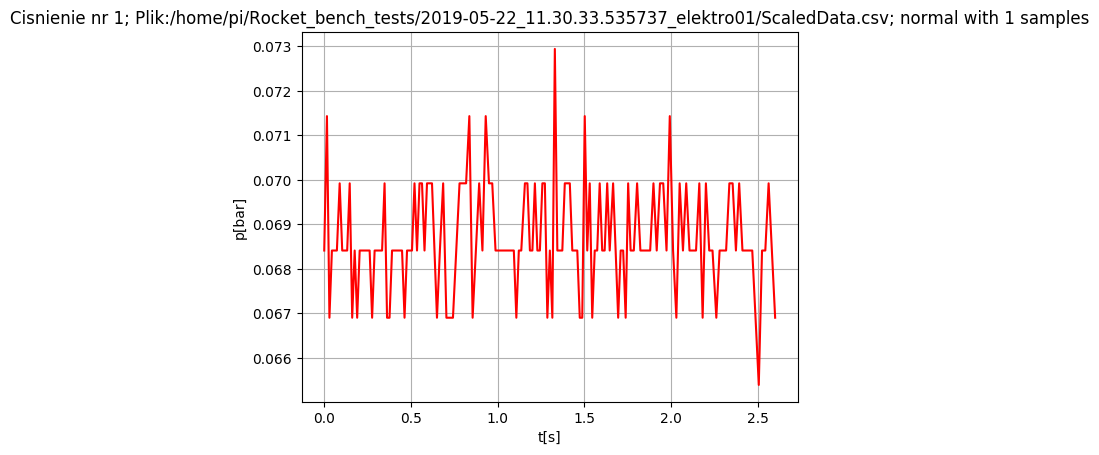 Cisnienie nr 1; Plik:/home/pi/Rocket_bench_tests/2019-05-22_11.30.33.535737_elektro01/ScaledData.csv; normal with 1 samples
0.073
0.072
0.071
0.070
0.069
0.068
0.067
0.066
p[bar]
0.0 0.5 1.0 1.5 2.0 2.5
t[s]